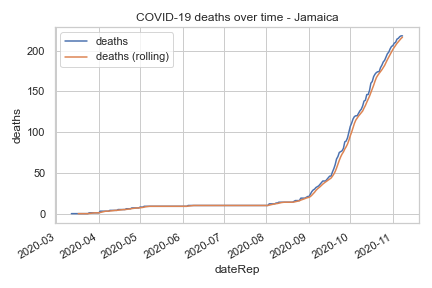 COVID-19 deaths over time - Jamaica
deaths
deaths (rolling)
deaths
200
150
100
50
0
2020-03
2020-04
2020-05
2020-06
2020-07
2020-08
2020-09
2020-10
2020-11
dateRep